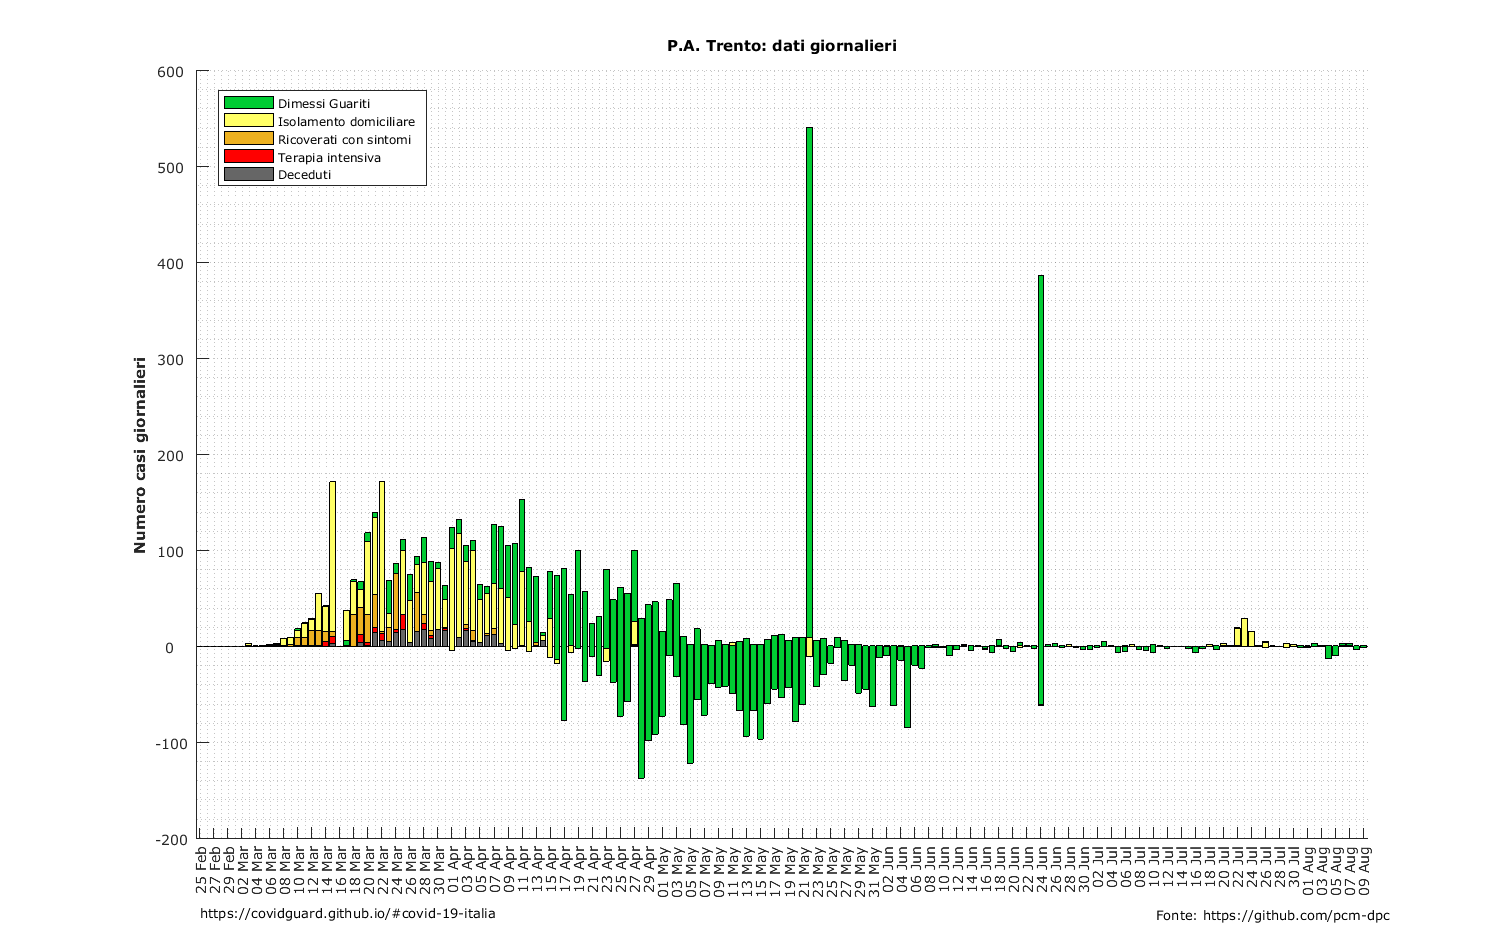 P.A. Trento: dati giornalieri
600
500
400
300
200
100
0
-100
-200
Numero casi giornalieri
Dimessi Guariti
Isolamento domiciliare
Ricoverati con sintomi
Terapia intensiva
Deceduti
25 Feb
27 Feb
29 Feb
02 Mar
04 Mar
06 Mar
08 Mar
10 Mar
12 Mar
14 Mar
16 Mar
18 Mar
20 Mar
22 Mar
24 Mar
26 Mar
28 Mar
30 Mar
01 Apr
03 Apr
05 Apr
07 Apr
09 Apr
11 Apr
13 Apr
15 Apr
17 Apr
19 Apr
21 Apr
23 Apr
25 Apr
27 Apr
29 Apr
01 May
03 May
05 May
07 May
09 May
11 May
13 May
15 May
17 May
19 May
21 May
23 May
25 May
27 May
29 May
31 May
02 Jun
04 Jun
06 Jun
08 Jun
10 Jun
12 Jun
14 Jun
16 Jun
18 Jun
20 Jun
22 Jun
24 Jun
26 Jun
28 Jun
30 Jun
02 Jul
04 Jul
06 Jul
08 Jul
10 Jul
12 Jul
14 Jul
16 Jul
18 Jul
20 Jul
22 Jul
24 Jul
26 Jul
28 Jul
30 Jul
01 Aug
03 Aug
05 Aug
07 Aug
09 Aug
https://covidguard.github.io/#covid-19-italia
Fonte: https://github.com/pcm-dpc